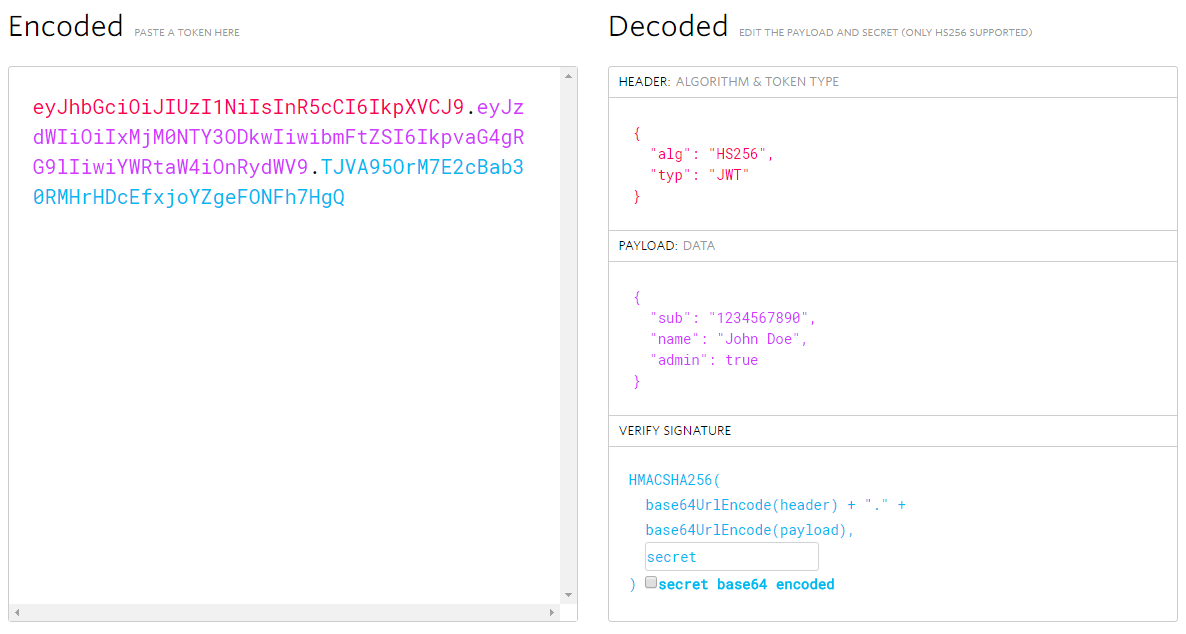 Encoded PASTE A TOKEN HERE
eyJhbGciOiJIUzI1NiIsInR5cCI6IkpXVCJ9.eyJz
dWIiOiIxMjM0NTY3ODkwIiwibmFtZSI6IkpvaG4gR
G9lIiwiYWRtaW4iOnRydWV9.TJVA95OrM7E2cBab3
0RMHrHDcEfxjoYZgeFONFh7HgQ
Decoded EDIT THE PAYLOAD AND SECRET (ONLY HS256 SUPPORTED)
HEADER: ALGORITHM & TOKEN TYPE
{
"alg": "HS256",
"typ": "JWT"
}
PAYLOAD: DATA
{
"sub": "1234567890",
"name": "John Doe",
"admin": true
}
VERIFY SIGNATURE
HMACSHA256(
base64UrlEncode(header) + "." +
base64UrlEncode(payload),
secret
) secret base64 encoded